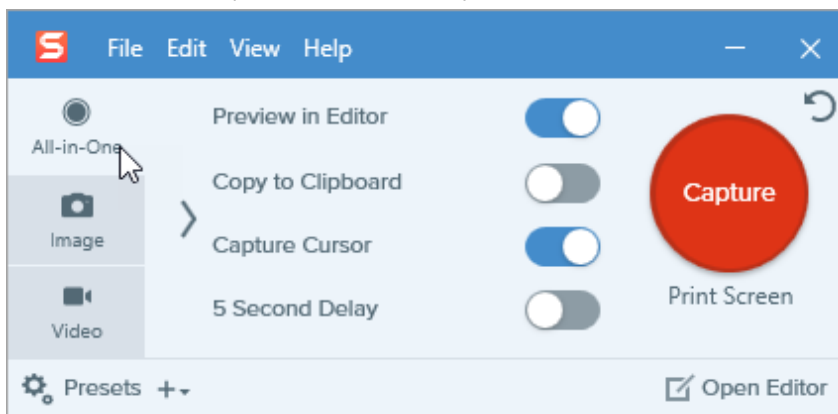 S File Edit View Help
All-in-One
Image
Video
Preview in Editor
Copy to Clipboard
Capture Cursor
5 Second Delay
Capture
Print Screen
Presets
Open Editor